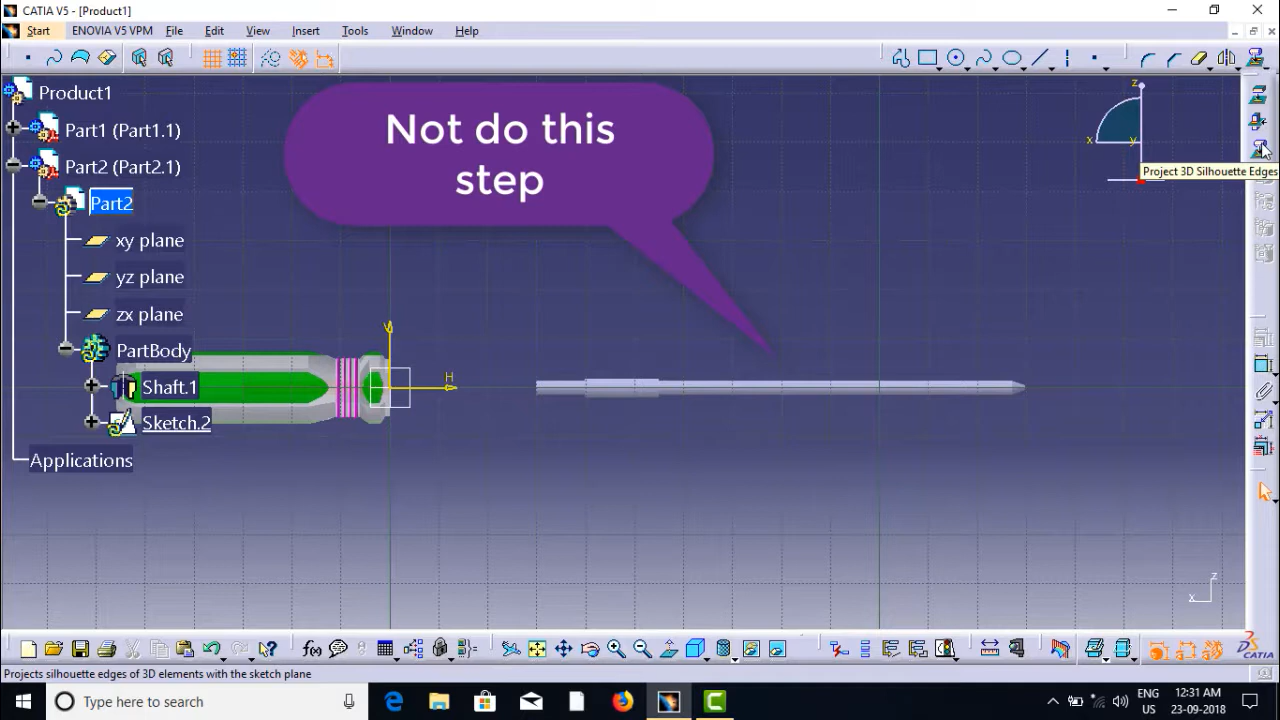 CATIA V5 - [Product1]
Start ENOVIA V5 VPM File Edit View Insert Tools Window Help
Product1
Part1 (Part1.1)
Part2 (Part2.1)
Part2
xy plane
yz plane
zx plane
PartBody
Shaft.1
Sketch.2
Applications
Not do this
step
V
H
z
x
y
Project 3D Silhouette Edges
z
x
f(x)
CATIA
Projects silhouette edges of 3D elements with the sketch plane
Type here to search
ENG
US
12:31 AM
23-09-2018